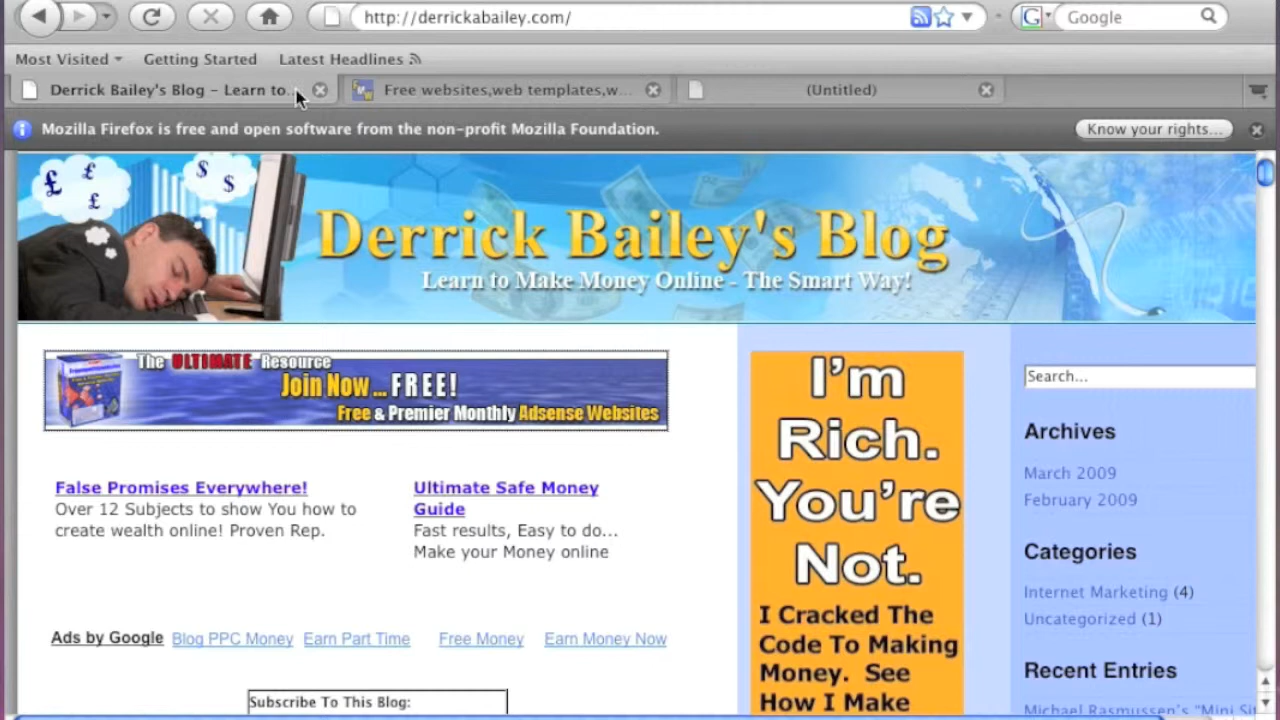 http://derrickabailey.com/
Google
Most Visited
Getting Started
Latest Headlines
Derrick Bailey's Blog – Learn to...
Free websites,web templates,w...
(Untitled)
Mozilla Firefox is free and open software from the non-profit Mozilla Foundation.
Know your rights...
£ £ £
$ $
Derrick Bailey's Blog
Learn to Make Money Online - The Smart Way!
The ULTIMATE Resource
Join Now ... FREE!
Free & Premier Monthly Adsense Websites
False Promises Everywhere!
Over 12 Subjects to show You how to
create wealth online! Proven Rep.
Ultimate Safe Money
Guide
Fast results, Easy to do...
Make your Money online
Ads by Google
Blog PPC Money
Earn Part Time
Free Money
Earn Money Now
Subscribe To This Blog:
I'm
Rich.
You're
Not.
I Cracked The
Code To Making
Money. See
How I Make
Search...
Archives
March 2009
February 2009
Categories
Internet Marketing (4)
Uncategorized (1)
Recent Entries
Michael Rasmussen's "Mini Sit